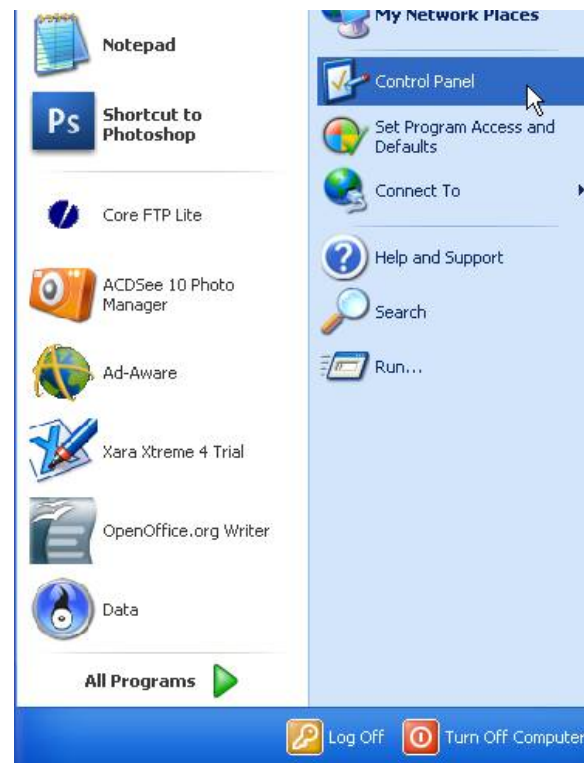 Notepad
Ps
Shortcut to
Photoshop
Core FTP Lite
ACDSee 10 Photo
Manager
Ad-Aware
Xara Xtreme 4 Trial
OpenOffice.org Writer
Data
All Programs
My Network Places
Control Panel
Set Program Access and
Defaults
Connect To
Help and Support
Search
Run...
Log Off
Turn Off Computer